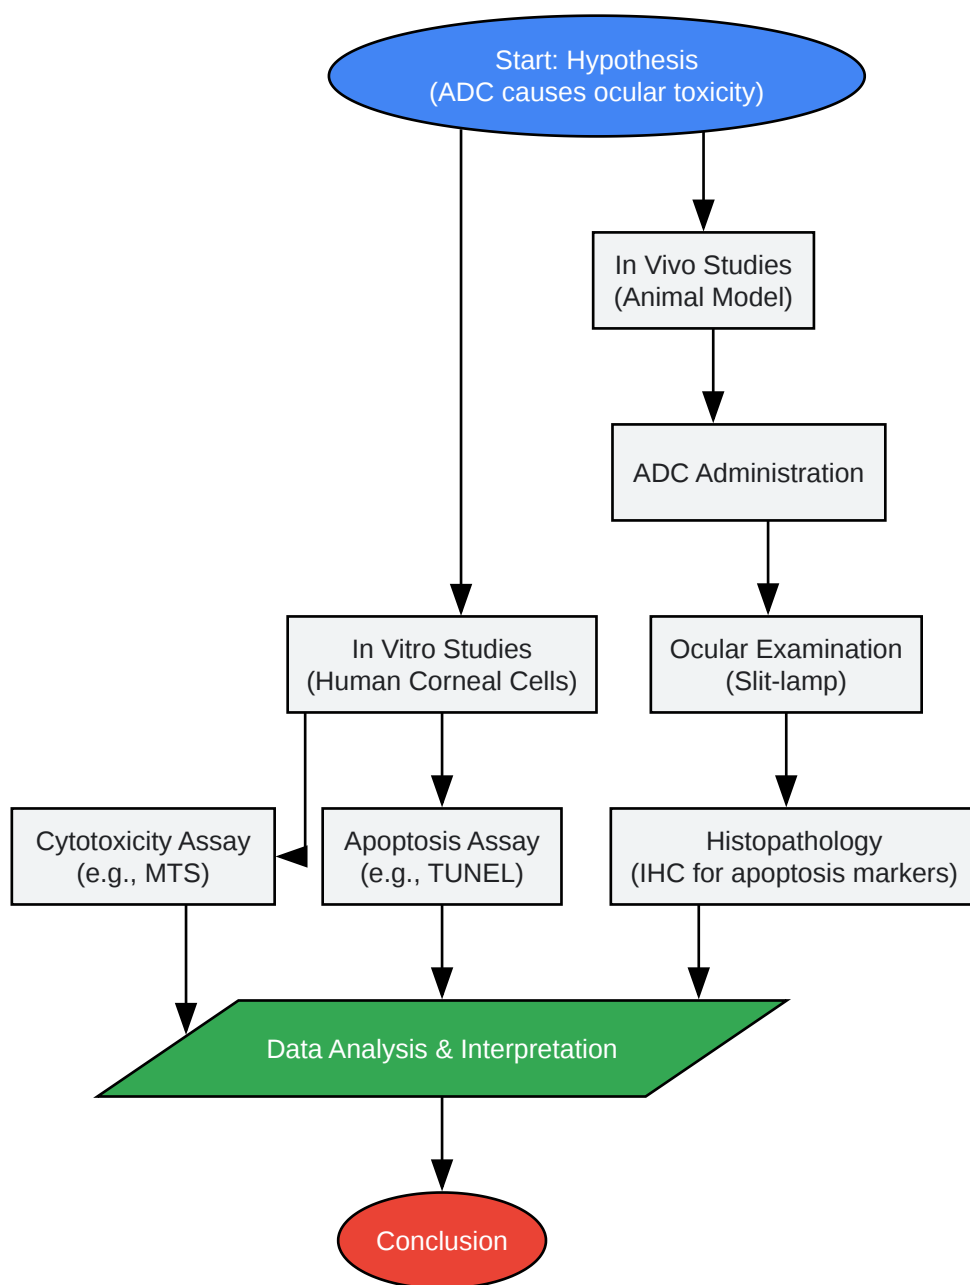 Start: Hypothesis
(ADC causes ocular toxicity)
In Vivo Studies
(Animal Model)
ADC Administration
In Vitro Studies
(Human Corneal Cells)
Ocular Examination
(Slit-lamp)
Cytotoxicity Assay
(e.g., MTS)
Apoptosis Assay
(e.g., TUNEL)
Histopathology
(IHC for apoptosis markers)
Data Analysis & Interpretation
Conclusion